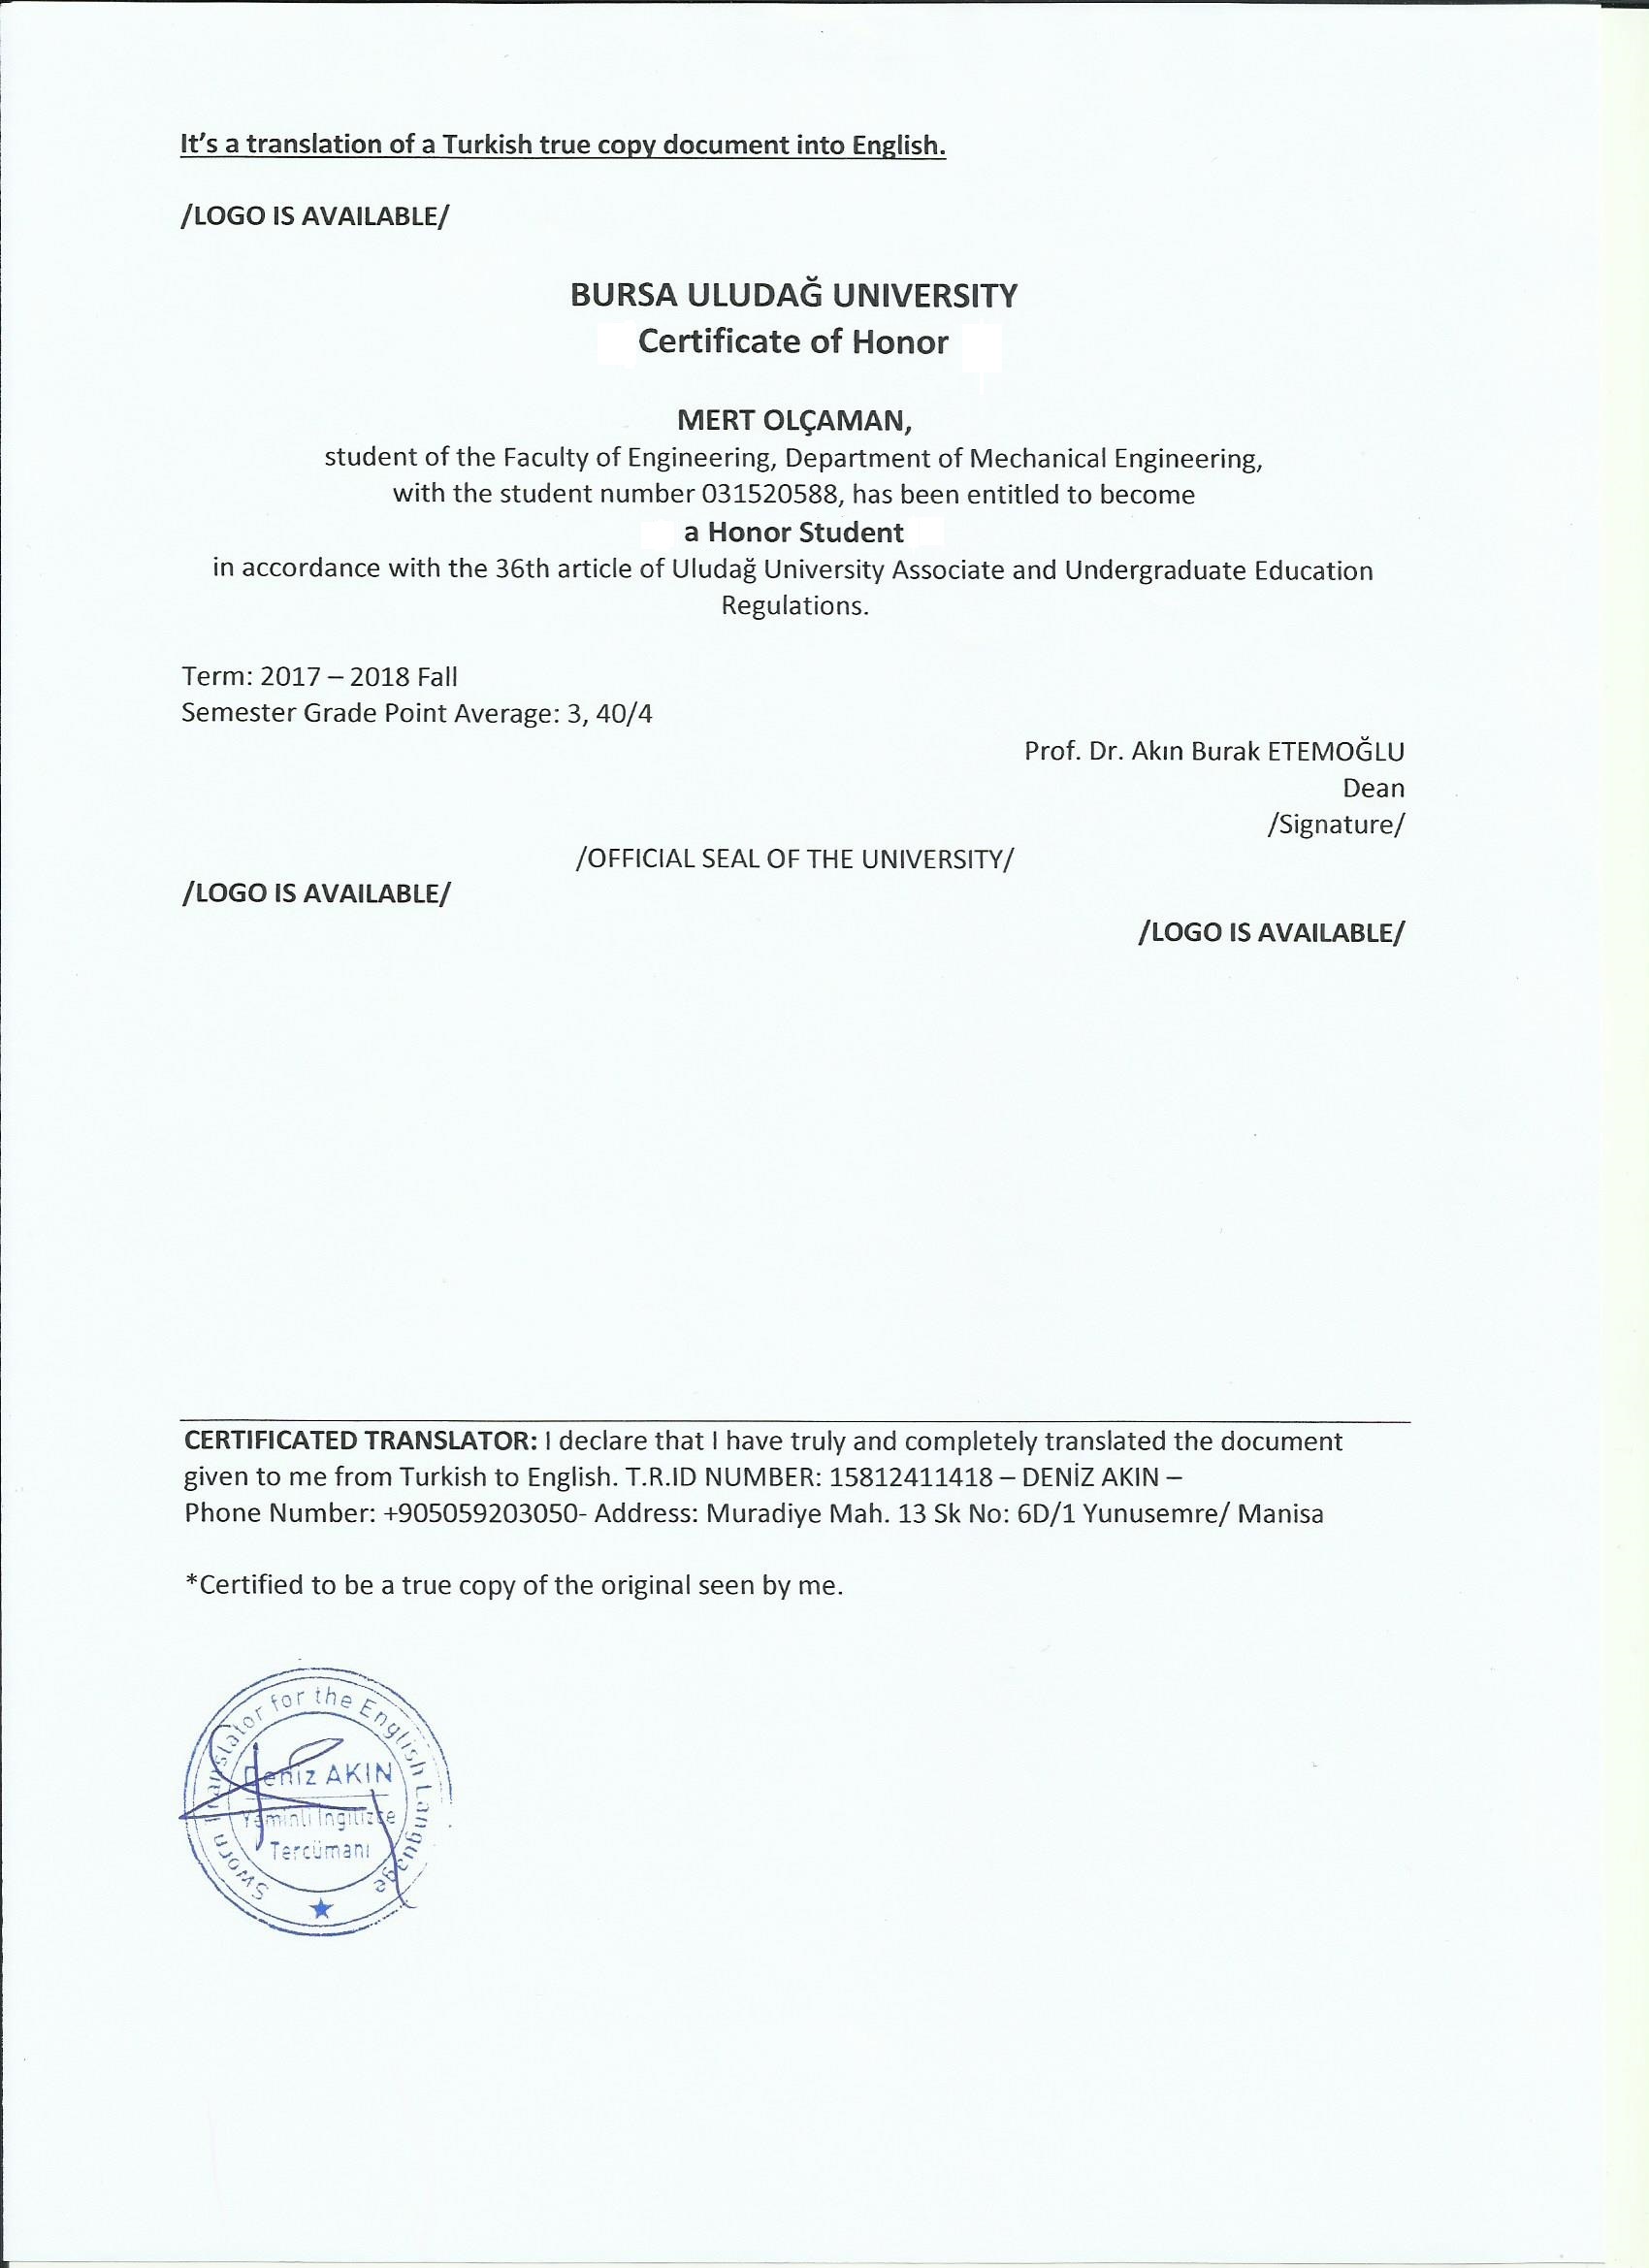 It's a translation of a Turkish true copy document into English.
/LOGO IS AVAILABLE/
BURSA ULUDAĞ UNIVERSITY
Certificate of Honor
MERT OLÇAMAN,
student of the Faculty of Engineering, Department of Mechanical Engineering,
with the student number 031520588, has been entitled to become
a Honor Student
in accordance with the 36th article of Uludağ University Associate and Undergraduate Education
Regulations.
Term: 2017 – 2018 Fall
Semester Grade Point Average: 3, 40/4
Prof. Dr. Akın Burak ETEMOĞLU
Dean
/Signature/
/OFFICIAL SEAL OF THE UNIVERSITY/
/LOGO IS AVAILABLE/
/LOGO IS AVAILABLE/
CERTIFICATED TRANSLATOR: I declare that I have truly and completely translated the document
given to me from Turkish to English. T.R.ID NUMBER: 15812411418 – DENİZ AKIN –
Phone Number: +905059203050- Address: Muradiye Mah. 13 Sk No: 6D/1 Yunusemre/ Manisa
*Certified to be a true copy of the original seen by me.
Sworn Translator for the English Language
Deniz AKIN
Yeminli İngilizce
Tercümanı